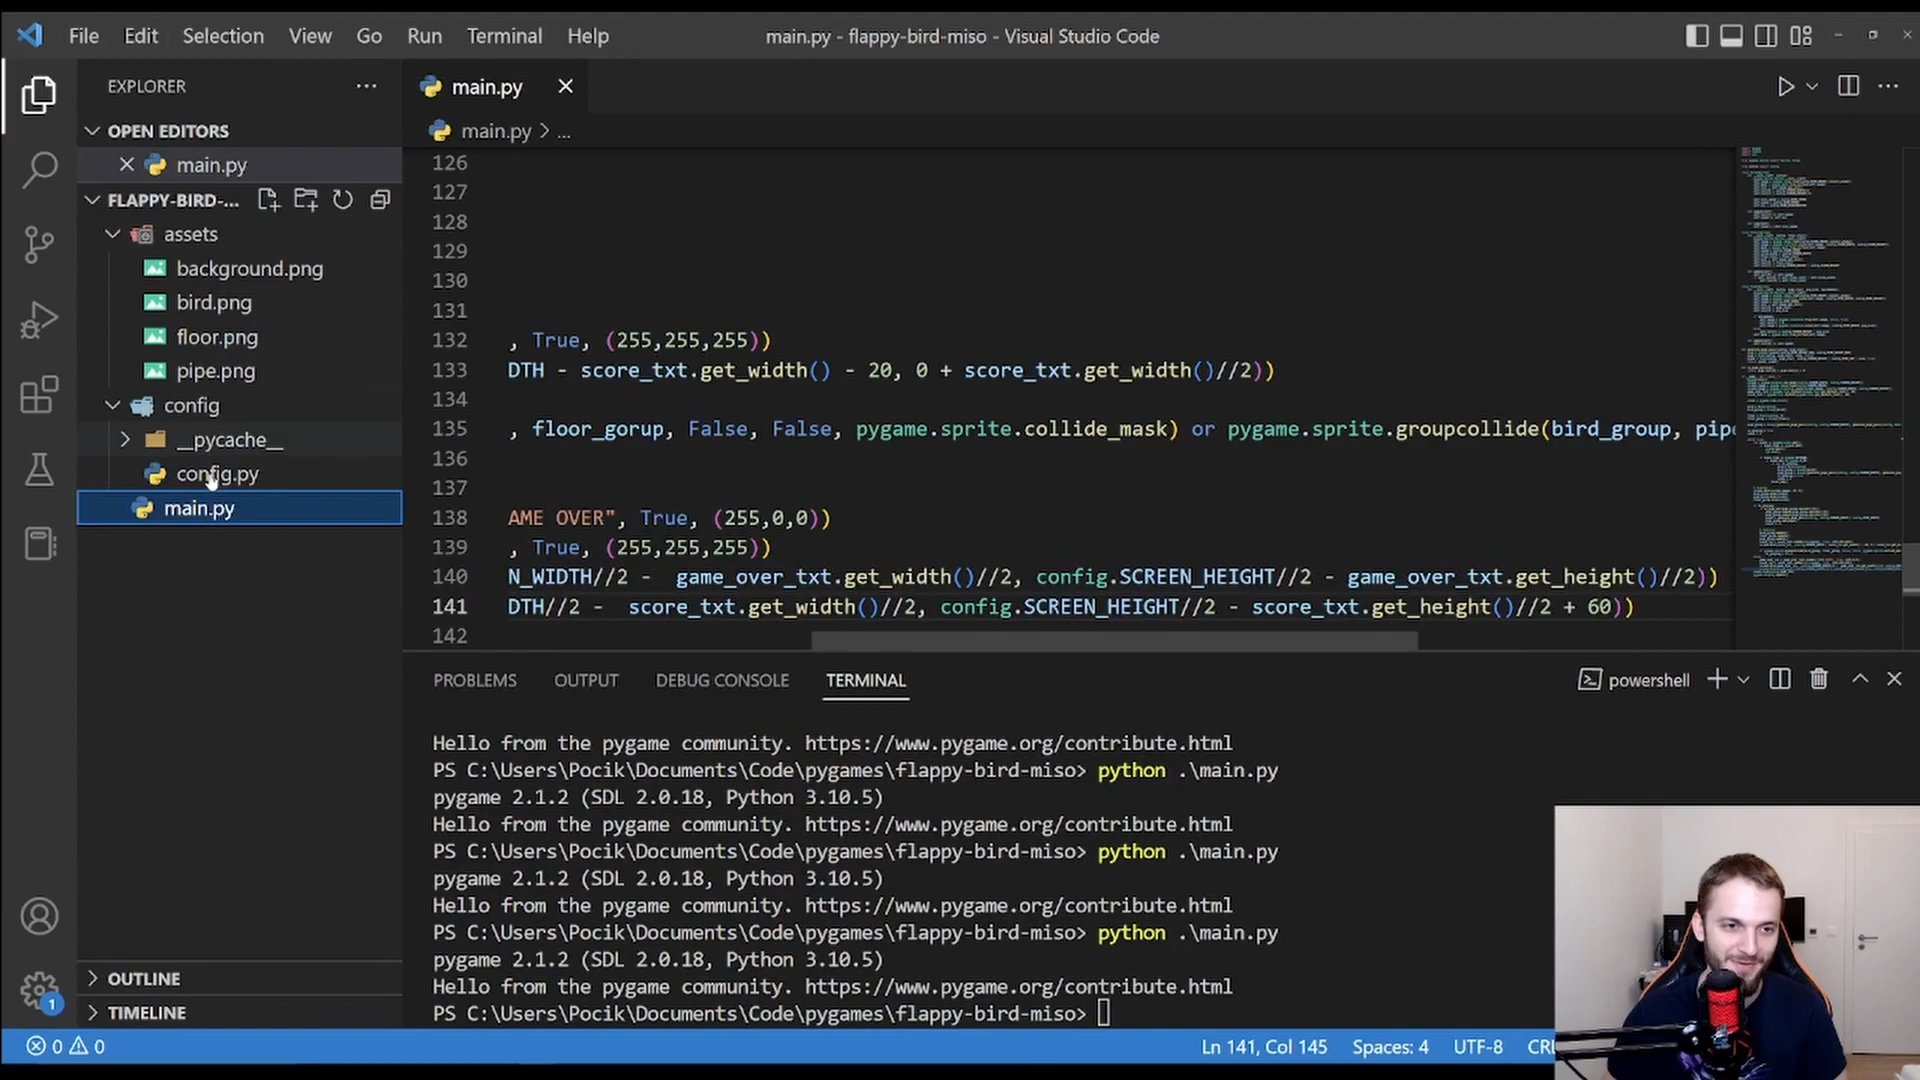 File Edit Selection View Go Run Terminal Help
main.py - flappy-bird-miso - Visual Studio Code
EXPLORER
OPEN EDITORS
main.py
FLAPPY-BIRD-...
assets
background.png
bird.png
floor.png
pipe.png
config
__pycache__
config.py
main.py
OUTLINE
TIMELINE
1
main.py
main.py > ...
126
127
128
129
130
131
132 , True, (255,255,255))
133 DTH - score_txt.get_width() - 20, 0 + score_txt.get_width()//2))
134
135 , floor_gorup, False, False, pygame.sprite.collide_mask) or pygame.sprite.groupcollide(bird_group, pipe
136
137
138 AME OVER", True, (255,0,0))
139 , True, (255,255,255))
140 N_WIDTH//2 -  game_over_txt.get_width()//2, config.SCREEN_HEIGHT//2 - game_over_txt.get_height()//2))
141 DTH//2 -  score_txt.get_width()//2, config.SCREEN_HEIGHT//2 - score_txt.get_height()//2 + 60))
142
PROBLEMS OUTPUT DEBUG CONSOLE TERMINAL
powershell
Hello from the pygame community. https://www.pygame.org/contribute.html
PS C:\Users\Pocik\Documents\Code\pygames\flappy-bird-miso> python .\main.py
pygame 2.1.2 (SDL 2.0.18, Python 3.10.5)
Hello from the pygame community. https://www.pygame.org/contribute.html
PS C:\Users\Pocik\Documents\Code\pygames\flappy-bird-miso> python .\main.py
pygame 2.1.2 (SDL 2.0.18, Python 3.10.5)
Hello from the pygame community. https://www.pygame.org/contribute.html
PS C:\Users\Pocik\Documents\Code\pygames\flappy-bird-miso> python .\main.py
pygame 2.1.2 (SDL 2.0.18, Python 3.10.5)
Hello from the pygame community. https://www.pygame.org/contribute.html
PS C:\Users\Pocik\Documents\Code\pygames\flappy-bird-miso>
0 0
Ln 141, Col 145 Spaces: 4 UTF-8